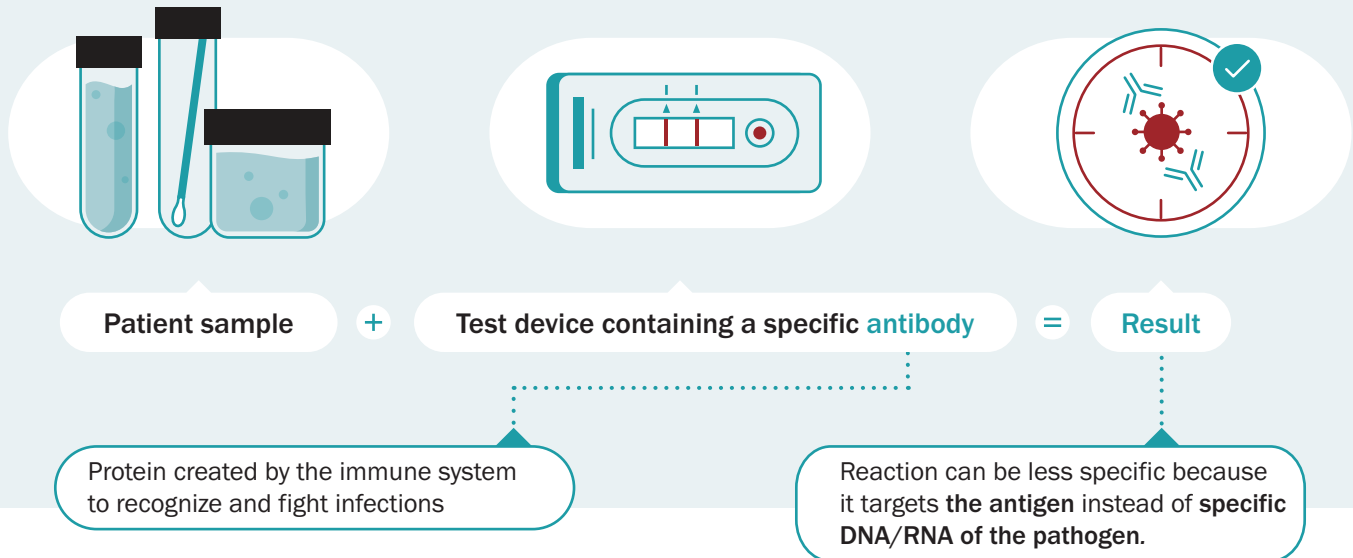 Patient sample + Test device containing a specific antibody = Result
Protein created by the immune system
to recognize and fight infections
Reaction can be less specific because
it targets the antigen instead of specific
DNA/RNA of the pathogen.